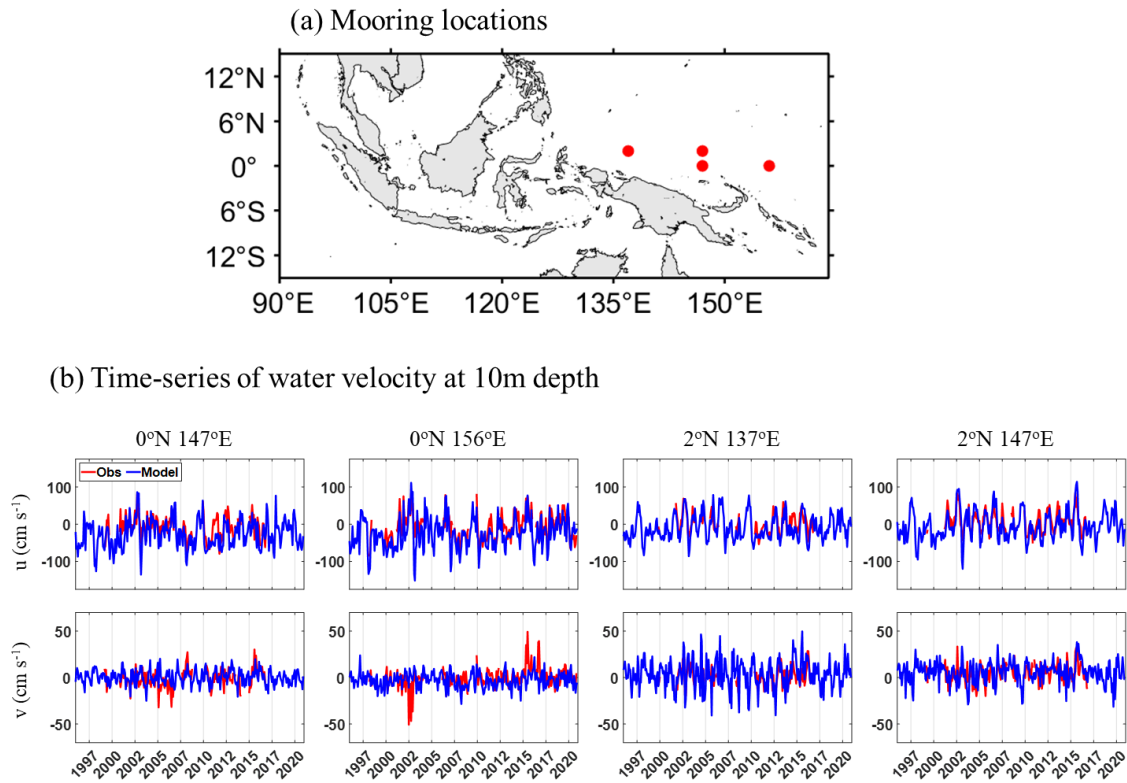 (a) Mooring locations
12°N
6°N
0°
6°S
12°S
90°E 105°E 120°E 135°E 150°E
(b) Time-series of water velocity at 10m depth
0°N 147°E 0°N 156°E 2°N 137°E 2°N 147°E
Obs Model
u (cm s⁻¹)
100 100 100 100
0 0 0 0
-100 -100 -100 -100
v (cm s⁻¹)
50 50 50 50
0 0 0 0
-50 -50 -50 -50
1997 2000 2002 2005 2007 2010 2012 2015 2017 2020 1997 2000 2002 2005 2007 2010 2012 2015 2017 2020 1997 2000 2002 2005 2007 2010 2012 2015 2017 2020 1997 2000 2002 2005 2007 2010 2012 2015 2017 2020